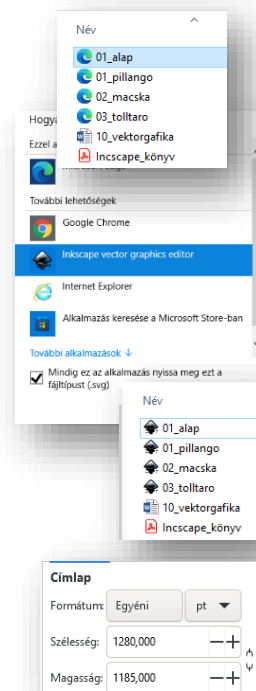 Név
01_alap
01_pillango
02_macska
03_tolltaro
10_vektorgafika
Incscape_könyv
Hogya
Ezzel a
További lehetőségek
Google Chrome
Inkscape vector graphics editor
Internet Explorer
Alkalmazás keresése a Microsoft Store-ban
További alkalmazások ↓
Mindig ez az alkalmazás nyissa meg ezt a
fájltípust (.svg)
Név
01_alap
01_pillango
02_macska
03_tolltaro
10_vektorgafika
Incscape_könyv
Címlap
Formátum: Egyéni pt
Szélesség: 1280,000
Magasság: 1185,000